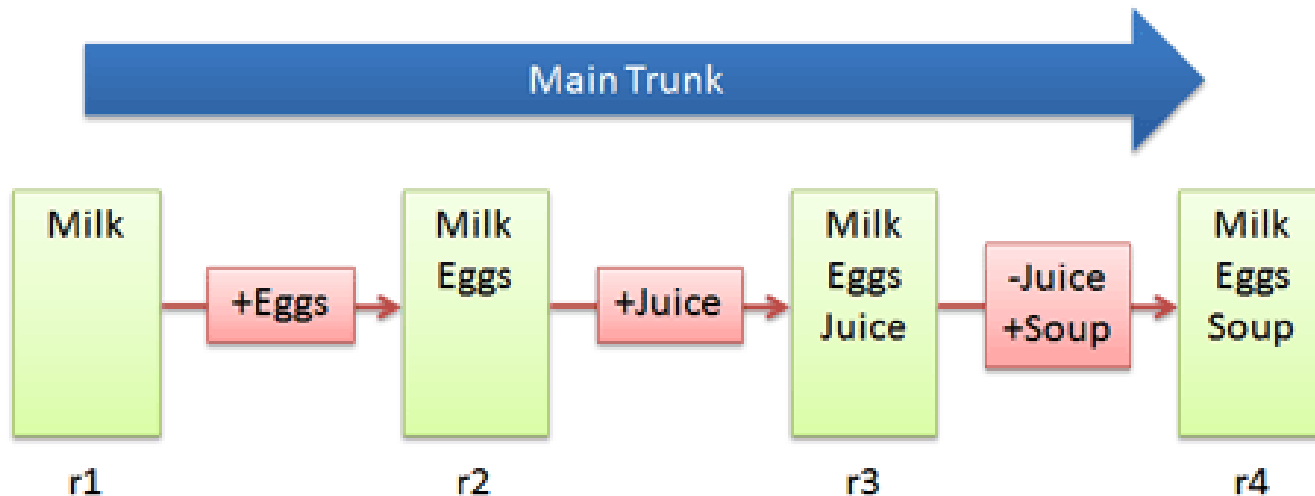 Main Trunk
Milk
+Eggs
Milk
Eggs
+Juice
Milk
Eggs
Juice
-Juice
+Soup
Milk
Eggs
Soup
r1
r2
r3
r4